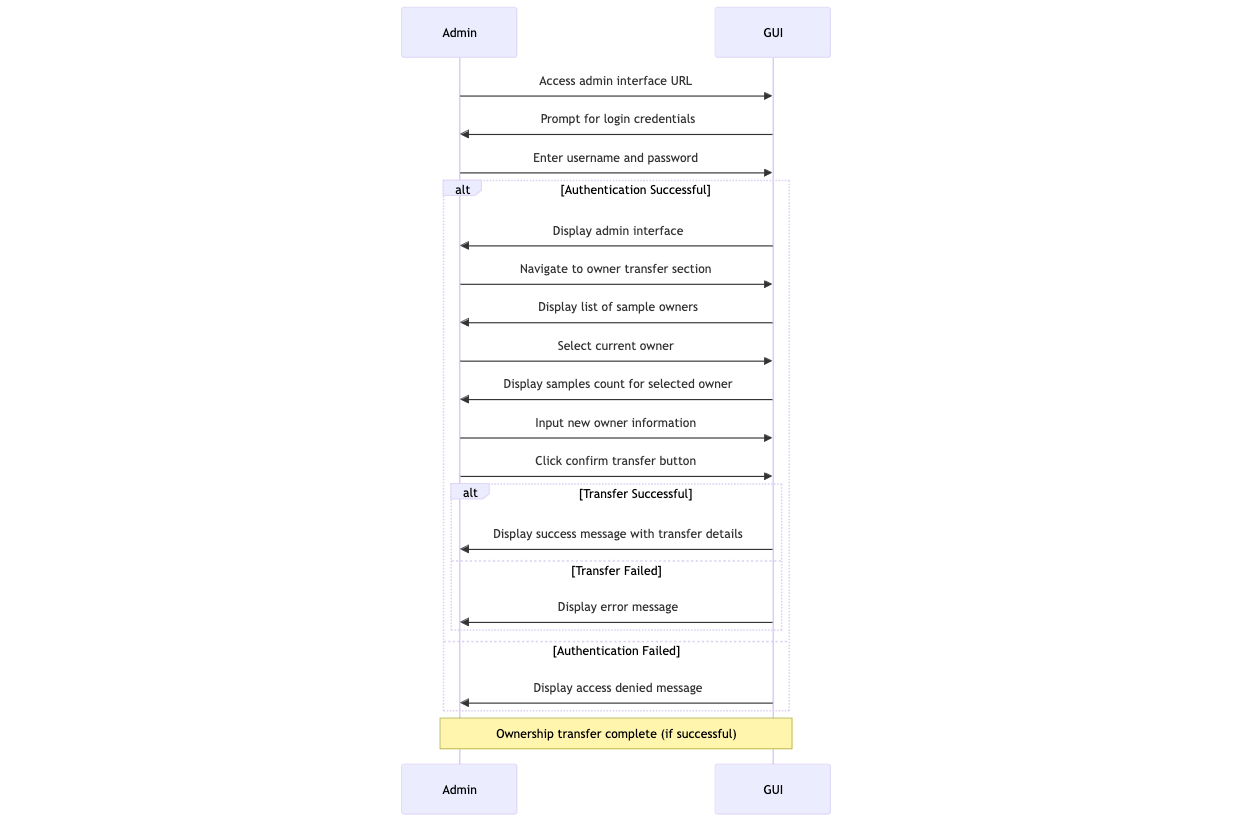 Admin
GUI
Access admin interface URL
Prompt for login credentials
Enter username and password
alt
[Authentication Successful]
Display admin interface
Navigate to owner transfer section
Display list of sample owners
Select current owner
Display samples count for selected owner
Input new owner information
Click confirm transfer button
alt
[Transfer Successful]
Display success message with transfer details
[Transfer Failed]
Display error message
[Authentication Failed]
Display access denied message
Ownership transfer complete (if successful)
Admin
GUI